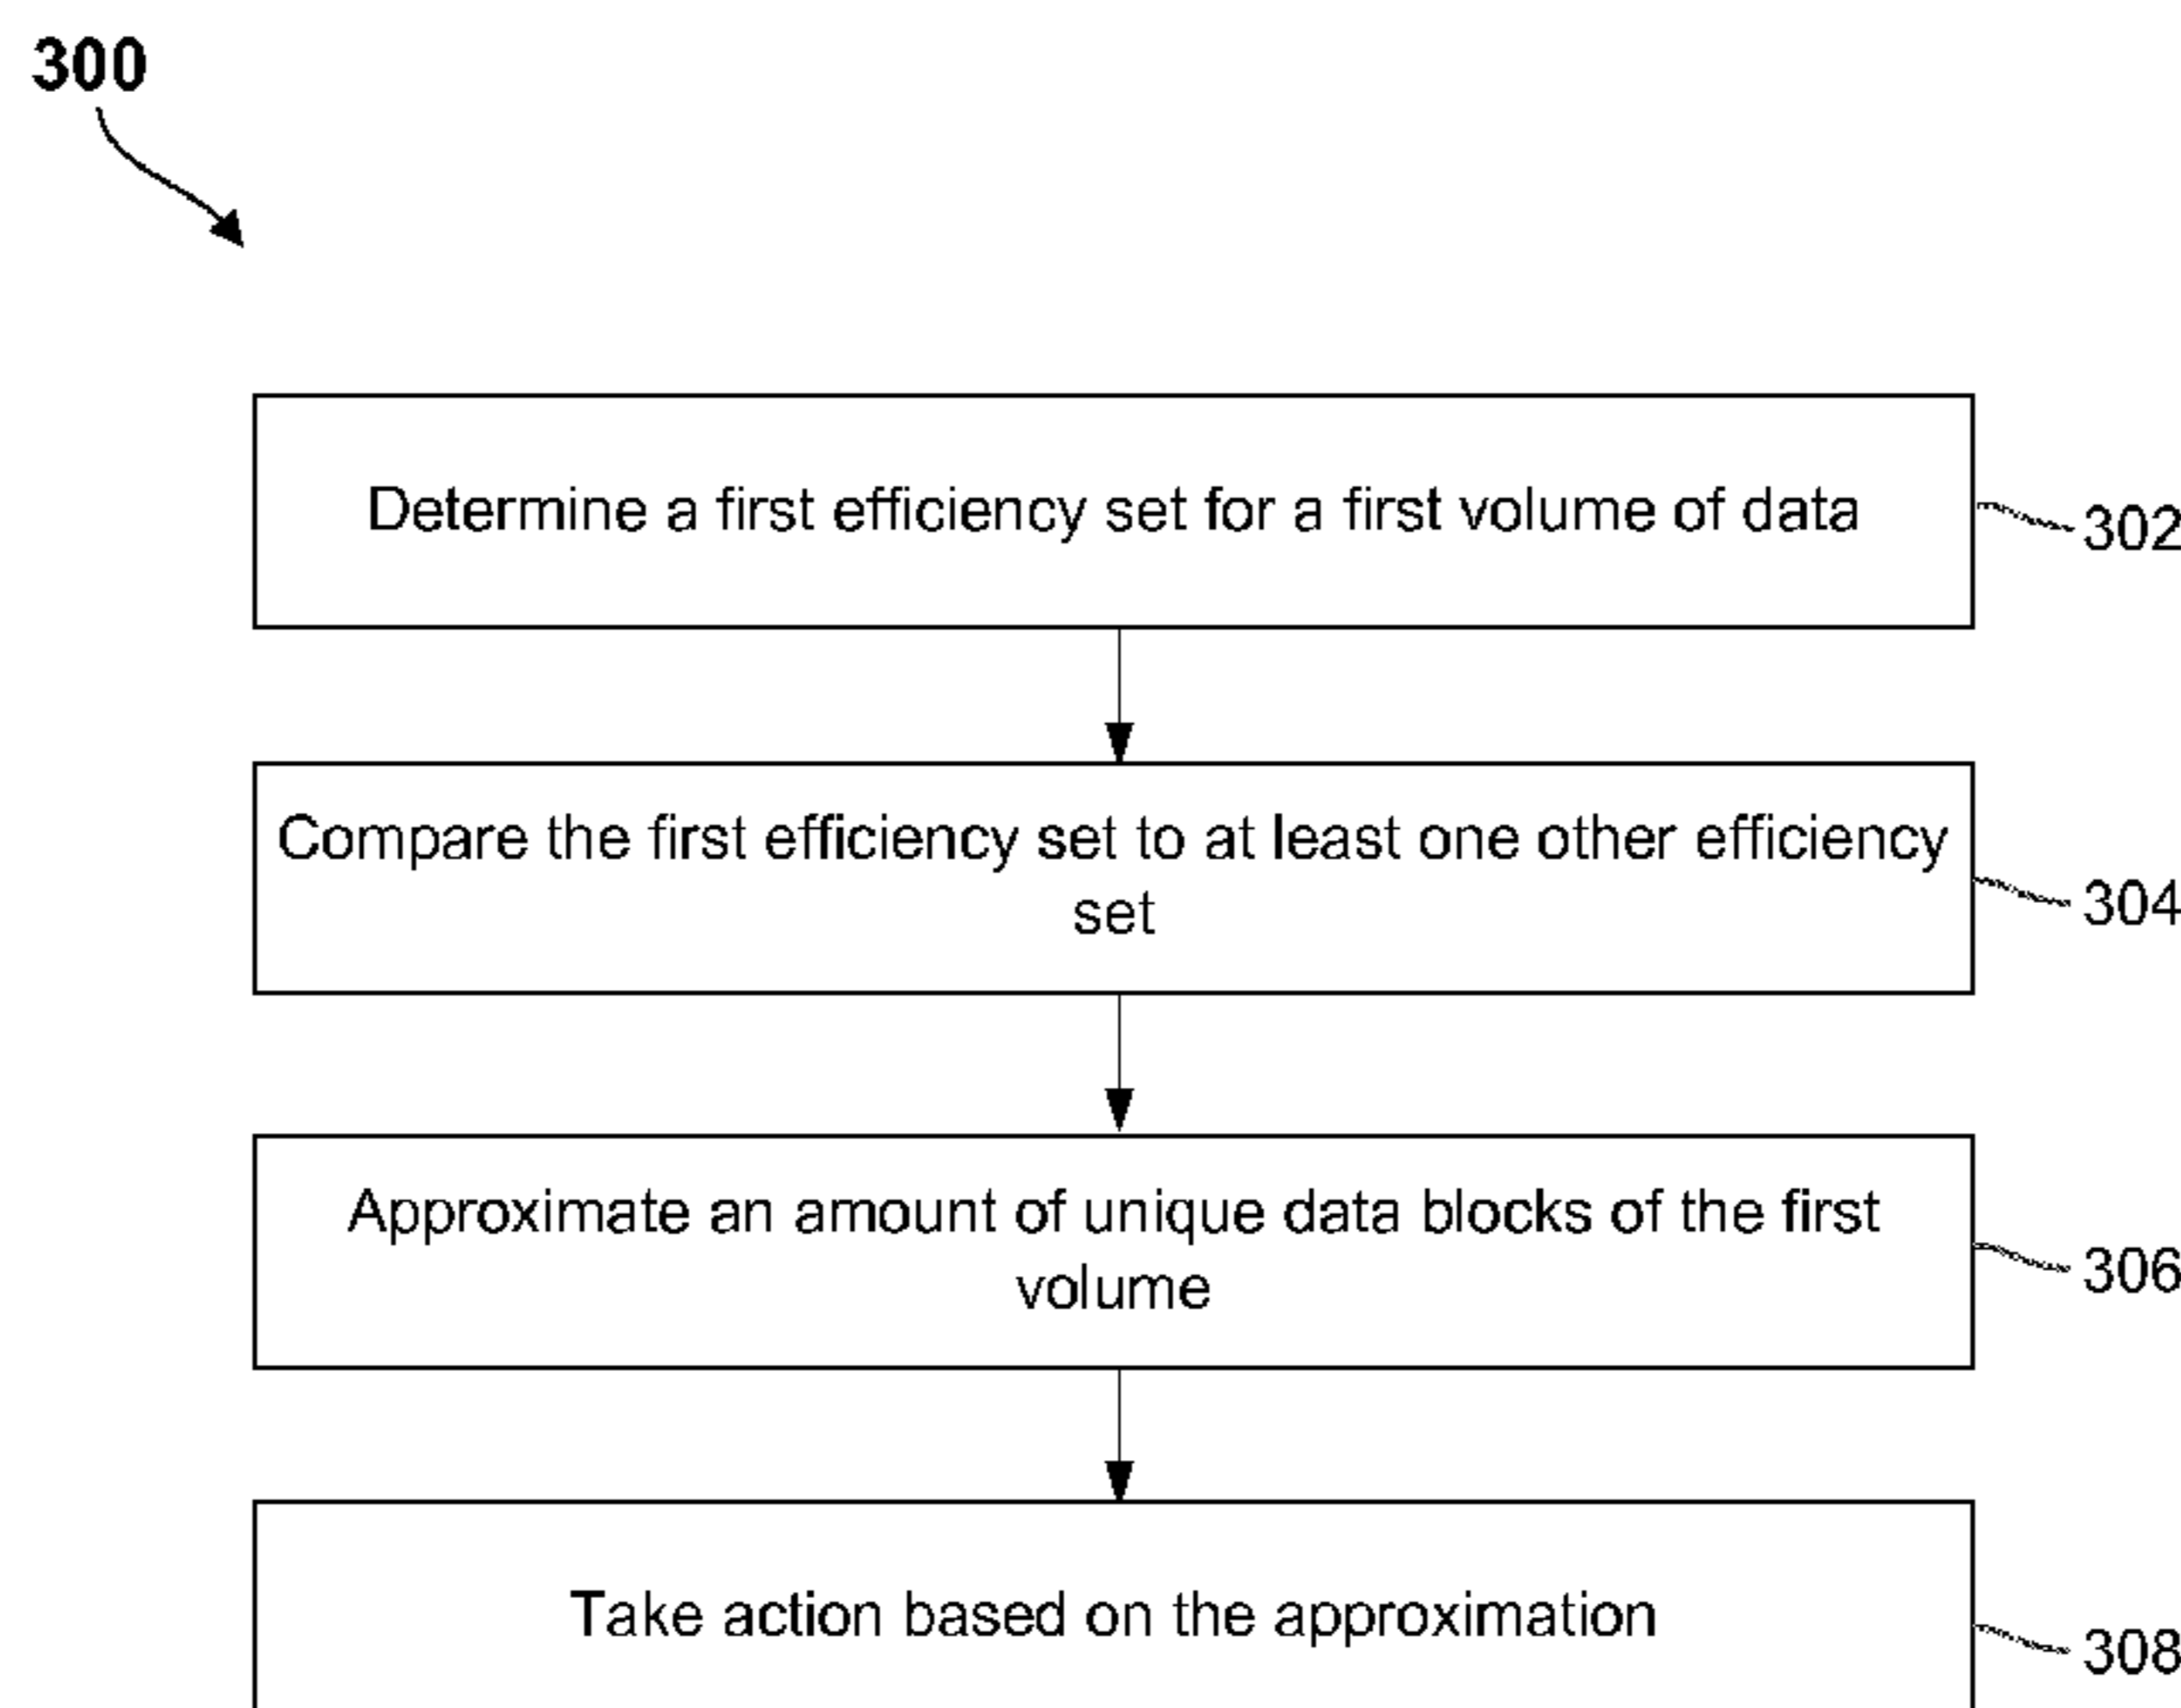 300
Determine a first efficiency set for a first volume of data
302
Compare the first efficiency set to at least one other efficiency
set
304
Approximate an amount of unique data blocks of the first
volume
306
Take action based on the approximation
308